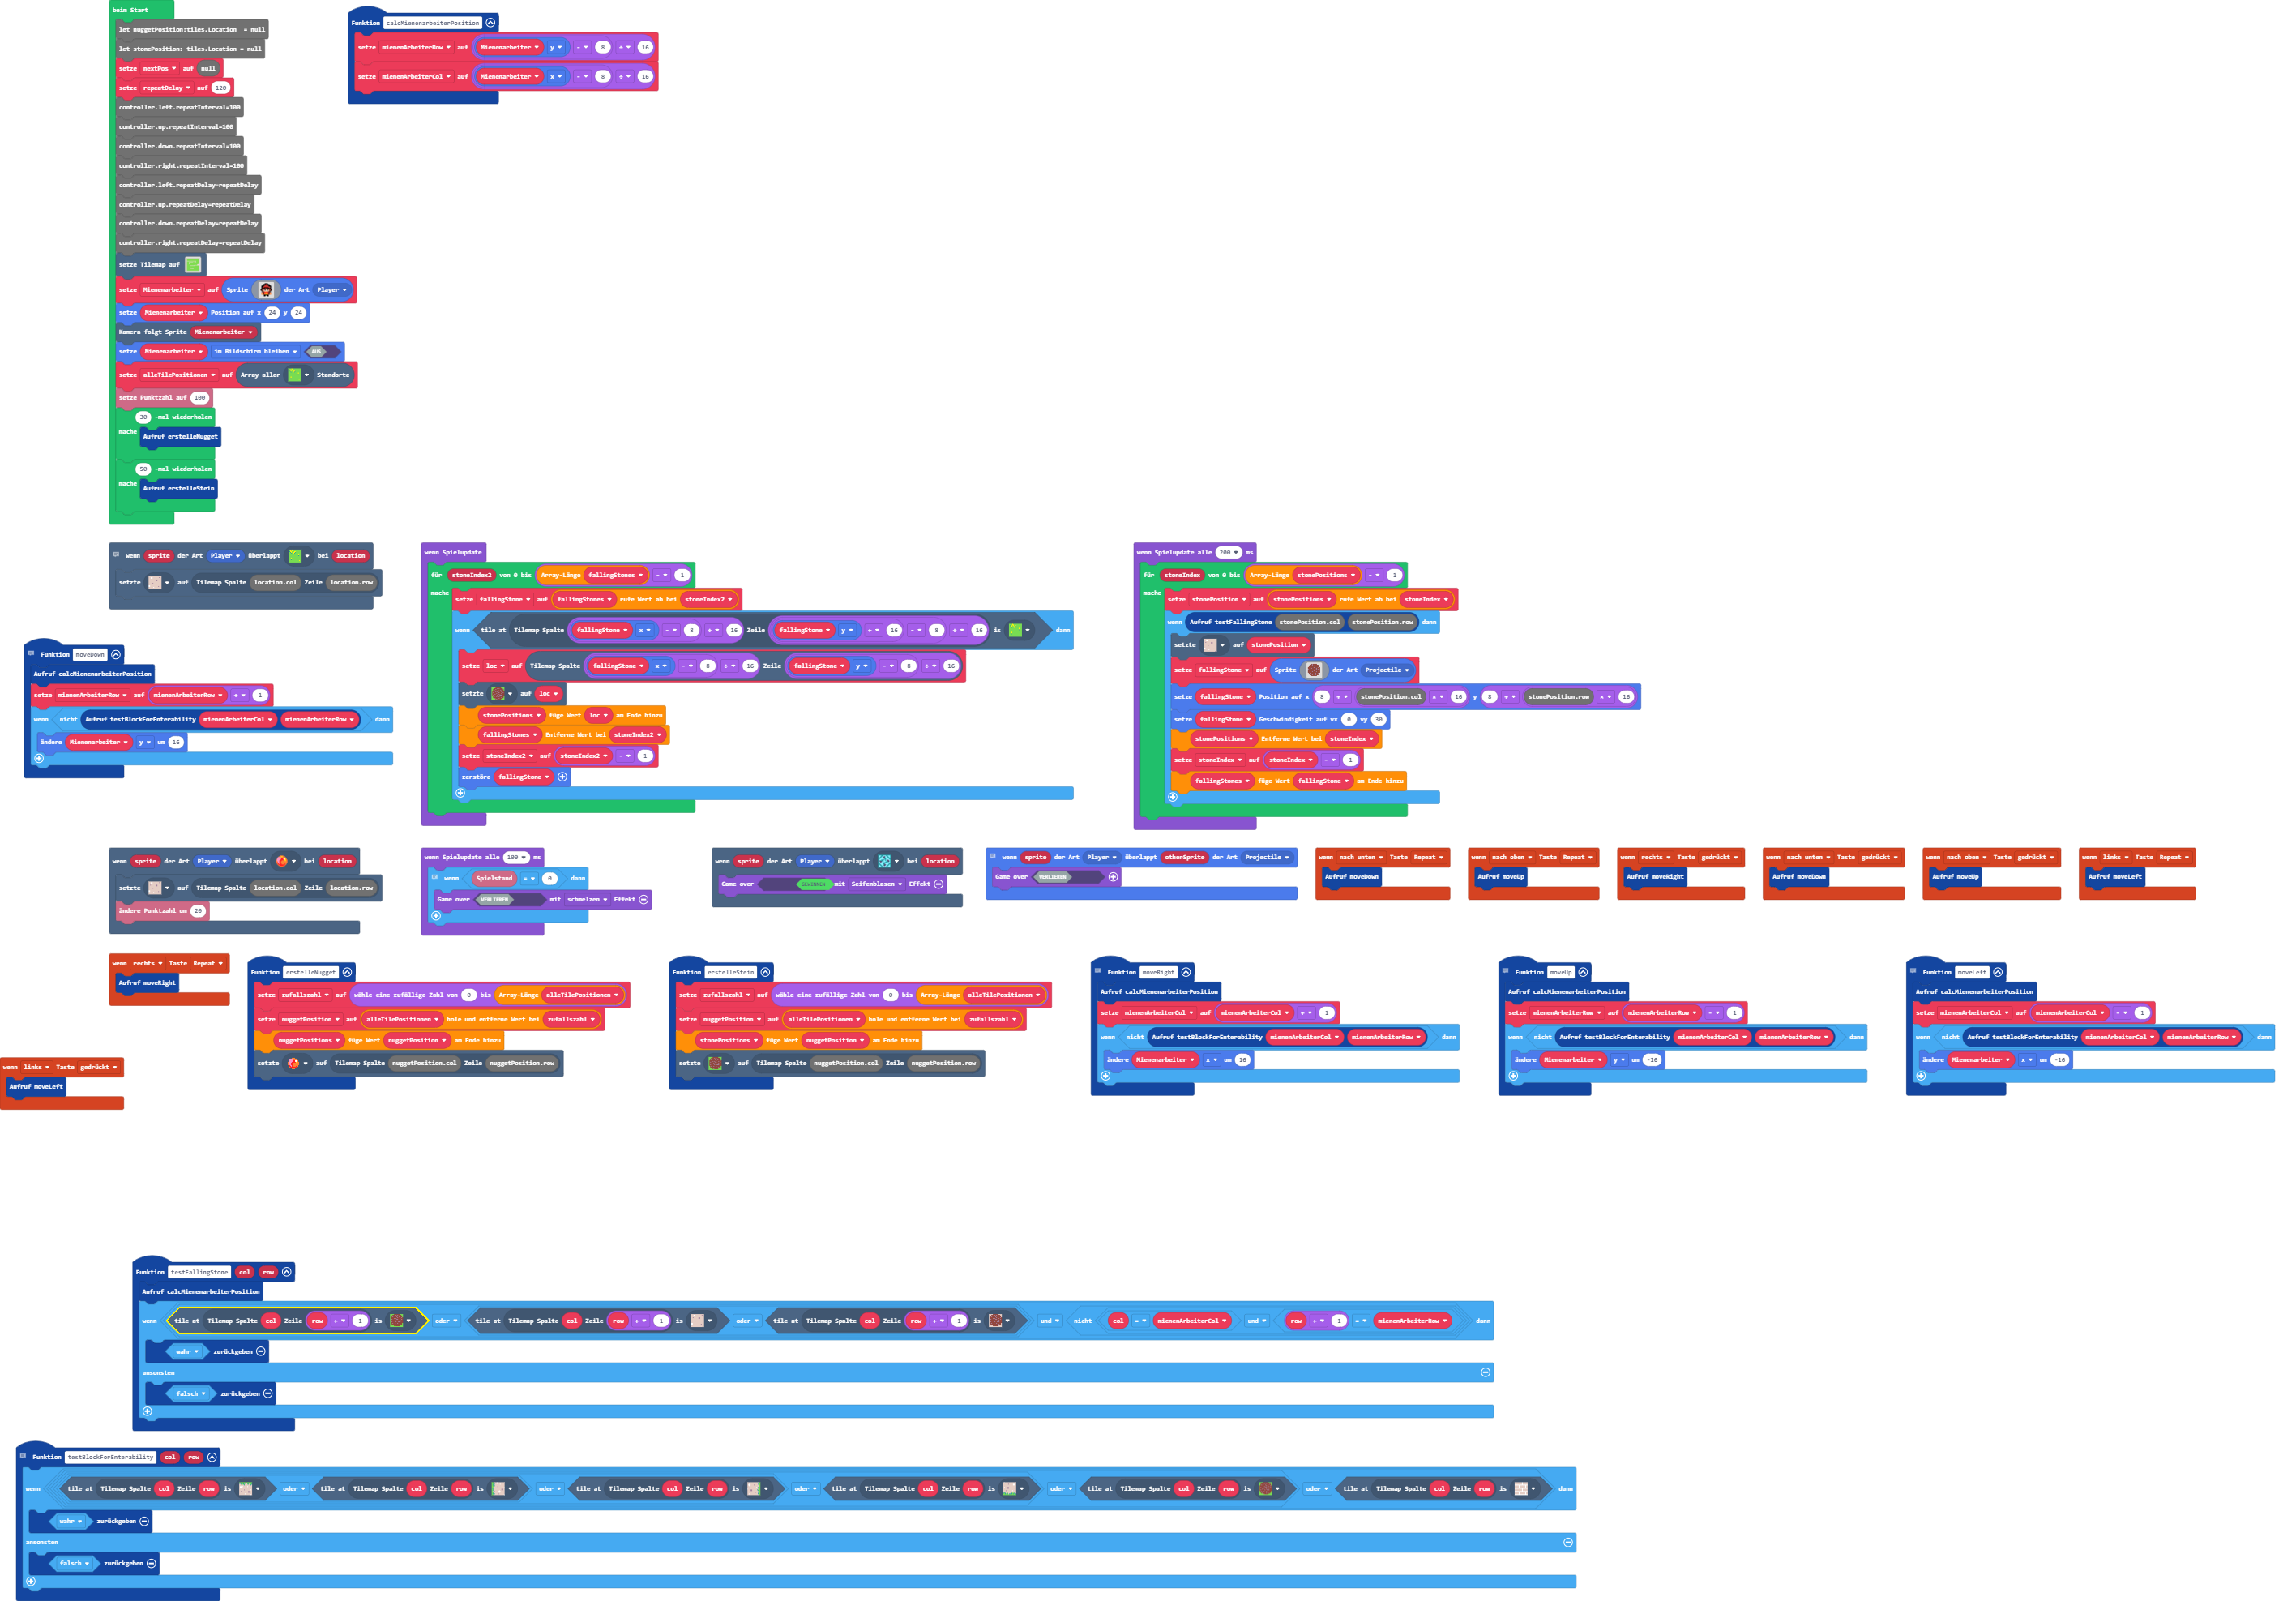 beim Start
let nuggetPosition:tiles.Location = null
let stonePosition: tiles.Location = null
setze nextPos auf null
setze repeatDelay auf 120
controller.left.repeatInterval=100
controller.up.repeatInterval=100
controller.down.repeatInterval=100
controller.right.repeatInterval=100
controller.left.repeatDelay=repeatDelay
controller.up.repeatDelay=repeatDelay
controller.down.repeatDelay=repeatDelay
controller.right.repeatDelay=repeatDelay
setze Tilemap auf
setze Mienenarbeiter auf Sprite der Art Player
setze Mienenarbeiter Position auf x 24 y 24
Kamera folgt Sprite Mienenarbeiter
setze Mienenarbeiter im Bildschirm bleiben AUS
setze alleTilePositionen auf Array aller Standorte
setze Punktzahl auf 100
30 -mal wiederholen
mache Aufruf erstelleNugget
50 -mal wiederholen
mache Aufruf erstelleStein
Funktion calcMienenarbeiterPosition
setze mienenArbeiterRow auf Mienenarbeiter y - 8 ÷ 16
setze mienenArbeiterCol auf Mienenarbeiter x - 8 ÷ 16
wenn sprite der Art Player überlappt bei location
setzte auf Tilemap Spalte location.col Zeile location.row
Funktion moveDown
Aufruf calcMienenarbeiterPosition
setze mienenArbeiterRow auf mienenArbeiterRow + 1
wenn nicht Aufruf testBlockForEnterability mienenArbeiterCol mienenArbeiterRow dann
ändere Mienenarbeiter y um 16
wenn Spielupdate
für stoneIndex2 von 0 bis Array-Länge fallingStones - 1
mache setze fallingStone auf fallingStones rufe Wert ab bei stoneIndex2
wenn tile at Tilemap Spalte fallingStone x - 8 ÷ 16 Zeile fallingStone y + 16 - 8 ÷ 16 is dann
setze loc auf Tilemap Spalte fallingStone x - 8 ÷ 16 Zeile fallingStone y - 8 ÷ 16
setzte auf loc
stonePositions füge Wert loc am Ende hinzu
fallingStones Entferne Wert bei stoneIndex2
setze stoneIndex2 auf stoneIndex2 - 1
zerstöre fallingStone
wenn Spielupdate alle 200 ms
für stoneIndex von 0 bis Array-Länge stonePositions - 1
mache setze stonePosition auf stonePositions rufe Wert ab bei stoneIndex
wenn Aufruf testFallingStone stonePosition.col stonePosition.row dann
setzte auf stonePosition
setze fallingStone auf Sprite der Art Projectile
setze fallingStone Position auf x 8 + stonePosition.col × 16 y 8 + stonePosition.row × 16
setze fallingStone Geschwindigkeit auf vx 0 vy 30
stonePositions Entferne Wert bei stoneIndex
setze stoneIndex auf stoneIndex - 1
fallingStones füge Wert fallingStone am Ende hinzu
wenn sprite der Art Player überlappt bei location
setzte auf Tilemap Spalte location.col Zeile location.row
ändere Punktzahl um 20
wenn Spielupdate alle 100 ms
wenn Spielstand = 0 dann
Game over VERLIEREN mit schmelzen Effekt
wenn sprite der Art Player überlappt bei location
Game over GEWINNEN mit Seifenblasen Effekt
wenn sprite der Art Player überlappt otherSprite der Art Projectile
Game over VERLIEREN
wenn nach unten Taste Repeat
Aufruf moveDown
wenn nach oben Taste Repeat
Aufruf moveUp
wenn rechts Taste gedrückt
Aufruf moveRight
wenn nach unten Taste gedrückt
Aufruf moveDown
wenn nach oben Taste gedrückt
Aufruf moveUp
wenn links Taste Repeat
Aufruf moveLeft
wenn rechts Taste Repeat
Aufruf moveRight
Funktion erstelleNugget
setze zufallszahl auf wähle eine zufällige Zahl von 0 bis Array-Länge alleTilePositionen
setze nuggetPosition auf alleTilePositionen hole und entferne Wert bei zufallszahl
nuggetPositions füge Wert nuggetPosition am Ende hinzu
setzte auf Tilemap Spalte nuggetPosition.col Zeile nuggetPosition.row
Funktion erstelleStein
setze zufallszahl auf wähle eine zufällige Zahl von 0 bis Array-Länge alleTilePositionen
setze nuggetPosition auf alleTilePositionen hole und entferne Wert bei zufallszahl
stonePositions füge Wert nuggetPosition am Ende hinzu
setzte auf Tilemap Spalte nuggetPosition.col Zeile nuggetPosition.row
Funktion moveRight
Aufruf calcMienenarbeiterPosition
setze mienenArbeiterCol auf mienenArbeiterCol + 1
wenn nicht Aufruf testBlockForEnterability mienenArbeiterCol mienenArbeiterRow dann
ändere Mienenarbeiter x um 16
Funktion moveUp
Aufruf calcMienenarbeiterPosition
setze mienenArbeiterRow auf mienenArbeiterRow - 1
wenn nicht Aufruf testBlockForEnterability mienenArbeiterCol mienenArbeiterRow dann
ändere Mienenarbeiter y um -16
Funktion moveLeft
Aufruf calcMienenarbeiterPosition
setze mienenArbeiterCol auf mienenArbeiterCol - 1
wenn nicht Aufruf testBlockForEnterability mienenArbeiterCol mienenArbeiterRow dann
ändere Mienenarbeiter x um -16
wenn links Taste gedrückt
Aufruf moveLeft
Funktion testFallingStone col row
Aufruf calcMienenarbeiterPosition
wenn tile at Tilemap Spalte col Zeile row + 1 is oder tile at Tilemap Spalte col Zeile row + 1 is oder tile at Tilemap Spalte col Zeile row + 1 is und nicht col = mienenArbeiterCol und row + 1 = mienenArbeiterRow dann
wahr zurückgeben
ansonsten
falsch zurückgeben
Funktion testBlockForEnterability col row
wenn tile at Tilemap Spalte col Zeile row is oder tile at Tilemap Spalte col Zeile row is oder tile at Tilemap Spalte col Zeile row is oder tile at Tilemap Spalte col Zeile row is oder tile at Tilemap Spalte col Zeile row is oder tile at Tilemap Spalte col Zeile row is dann
wahr zurückgeben
ansonsten
falsch zurückgeben